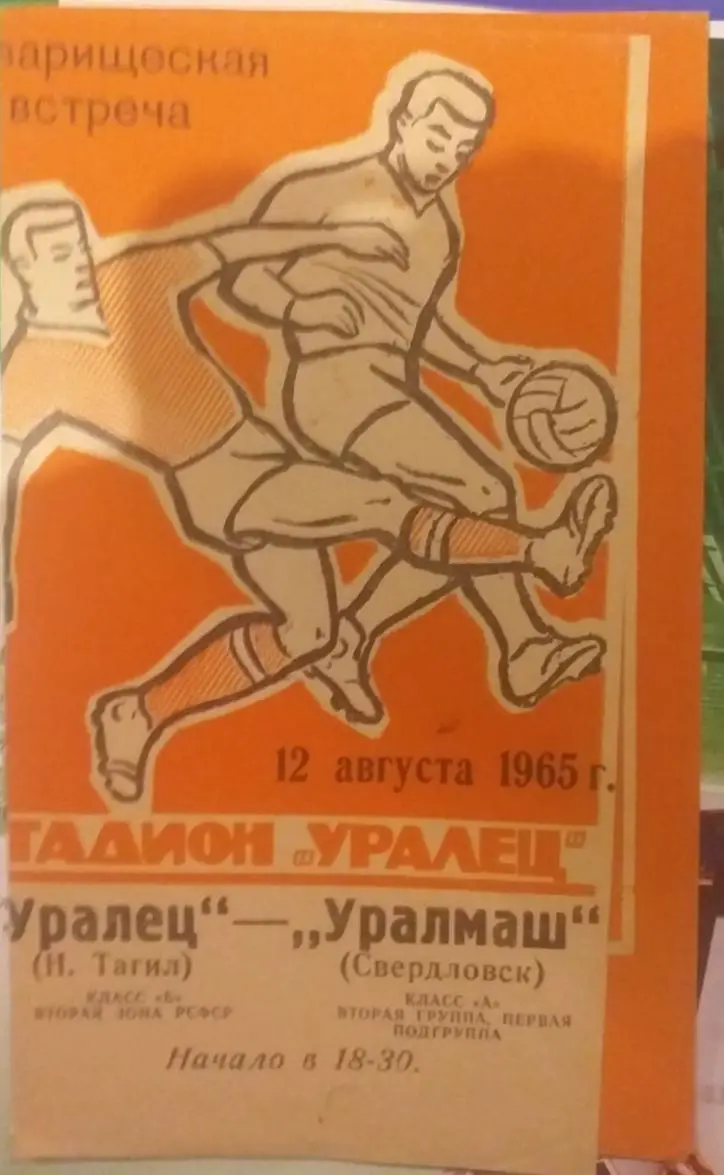 варищеская
встреча
12 августа 1965 г.
ТАДИОН „УРАЛЕЦ“
Уралец“ — „Уралмаш“
(Н. Тагил) (Свердловск)
КЛАСС «Б» КЛАСС «А»
ВТОРАЯ ЗОНА РСФСР ВТОРАЯ ГРУППА, ПЕРВАЯ
ПОДГРУППА
Начало в 18-30.